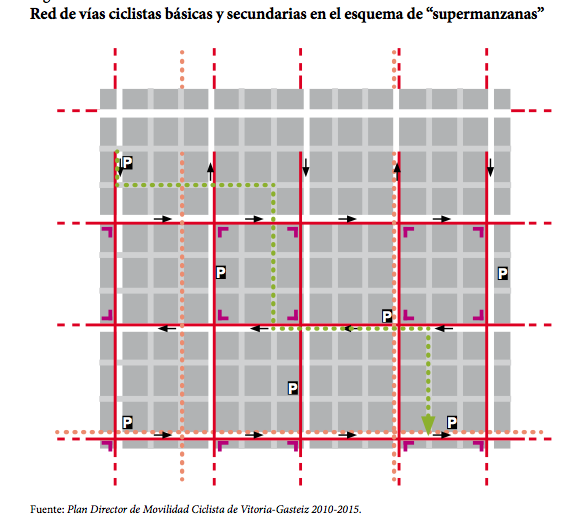 Red de vías ciclistas básicas y secundarias en el esquema de “supermanzanas”
P
P
P
P
P
P
P
Fuente: Plan Director de Movilidad Ciclista de Vitoria-Gasteiz 2010-2015.